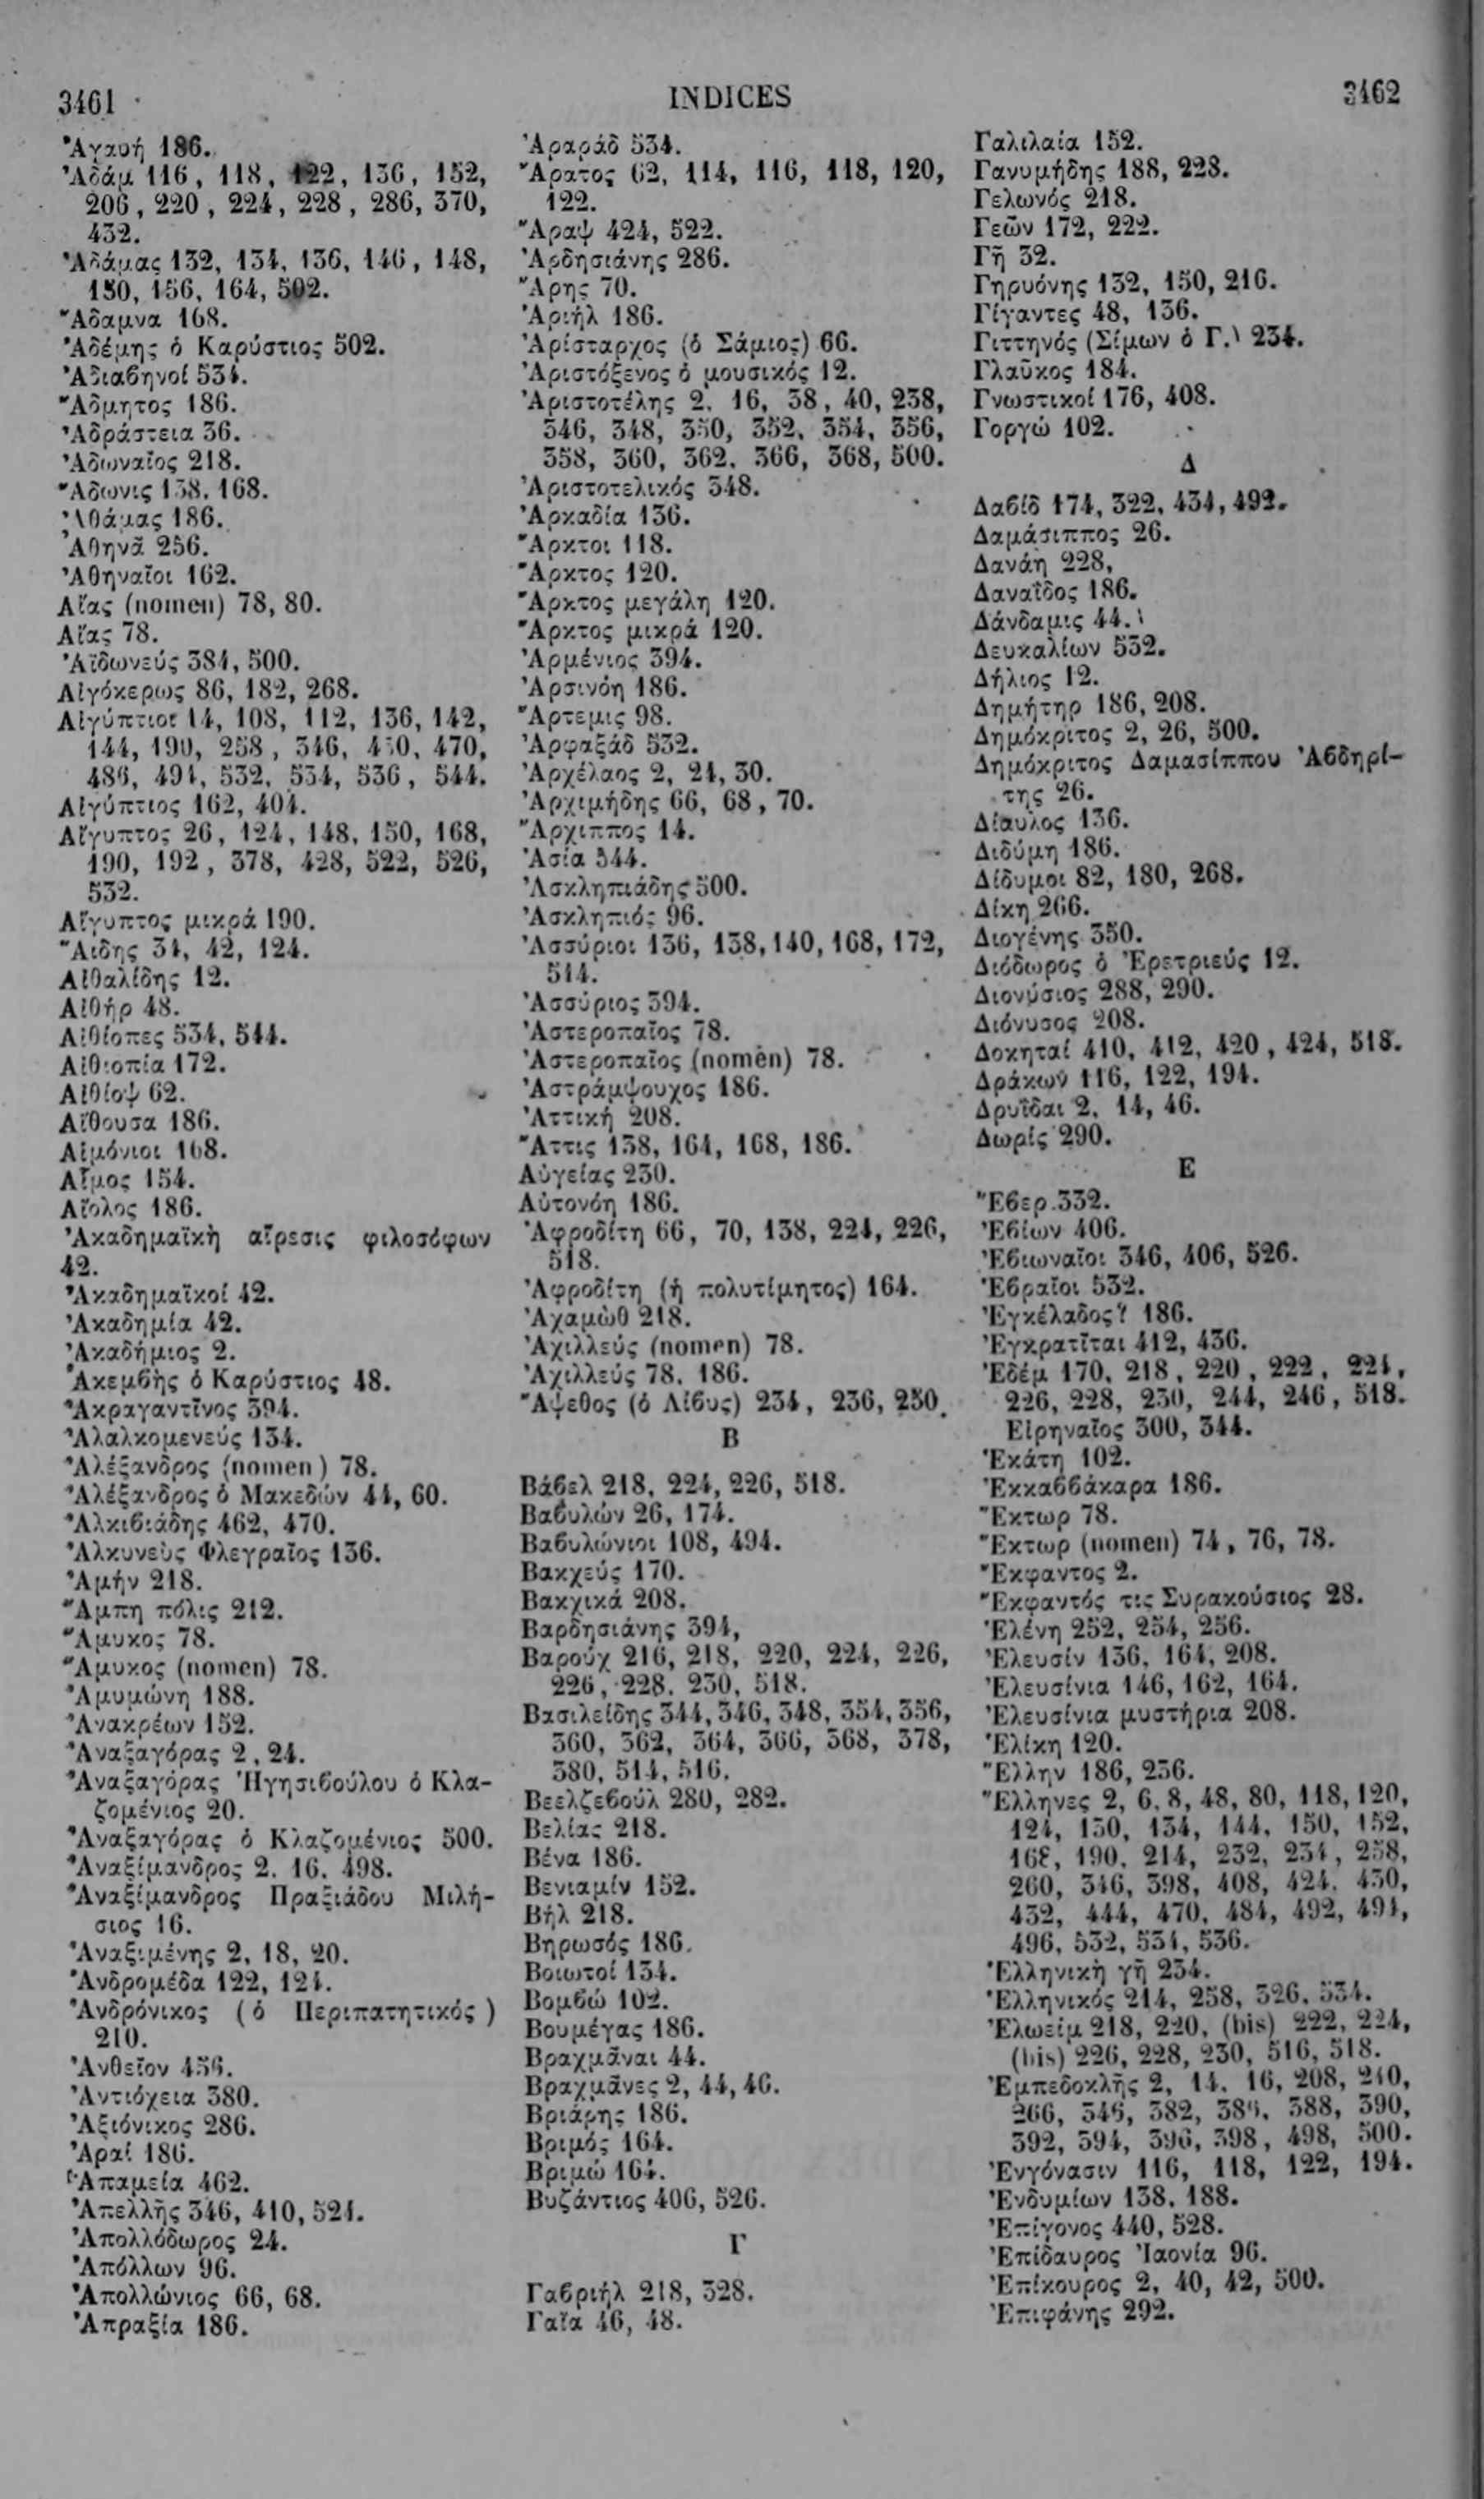 3461
INDICES
3462
Ἀγαυή 186.
Ἀδάμ 116, 118, 122, 136, 152,
206, 220, 224, 228, 286, 370,
432.
Ἀδάμας 132, 134, 136, 146, 148,
150, 156, 164, 502.
Ἄδαμνα 168.
Ἀδέμης ὁ Καρύστιος 502.
Ἀδιαβηνοί 534.
Ἄδμητος 186.
Ἀδράστεια 36.
Ἀδωναῖος 218.
Ἄδωνις 138, 168.
Ἀθάμας 186.
Ἀθηνᾶ 256.
Ἀθηναῖοι 162.
Αἴας (nomen) 78, 80.
Αἴας 78.
Ἀϊδωνεύς 384, 500.
Αἰγόκερως 86, 182, 268.
Αἰγύπτιοι 14, 108, 112, 136, 142,
144, 190, 258, 346, 450, 470,
486, 494, 532, 534, 536, 544.
Αἰγύπτιος 162, 404.
Αἴγυπτος 26, 124, 148, 150, 168,
190, 192, 378, 428, 522, 526,
532.
Αἴγυπτος μικρά 190.
Ἅιδης 34, 42, 124.
Αἰθαλίδης 12.
Αἰθήρ 48.
Αἰθίοπες 534, 544.
Αἰθιοπία 172.
Αἰθίοψ 62.
Αἴθουσα 186.
Αἱμόνιοι 168.
Αἷμος 154.
Αἴολος 186.
Ἀκαδημαϊκὴ αἵρεσις φιλοσόφων
42.
Ἀκαδημαϊκοί 42.
Ἀκαδημία 42.
Ἀκαδήμιος 2.
Ἀκεμβὴς ὁ Καρύστιος 48.
Ἀκραγαντῖνος 394.
Ἀλαλκομενεύς 134.
Ἀλέξανδρος (nomen) 78.
Ἀλέξανδρος ὁ Μακεδών 44, 60.
Ἀλκιβιάδης 462, 470.
Ἀλκυνεὺς Φλεγραῖος 136.
Ἀμήν 218.
Ἄμπη πόλις 212.
Ἄμυκος 78.
Ἄμυκος (nomen) 78.
Ἀμυμώνη 188.
Ἀνακρέων 152.
Ἀναξαγόρας 2, 24.
Ἀναξαγόρας Ἡγησιβούλου ὁ Κλα-
ζομένιος 20.
Ἀναξαγόρας ὁ Κλαζομένιος 500.
Ἀναξίμανδρος 2. 16. 498.
Ἀναξίμανδρος Πραξιάδου Μιλή-
σιος 16.
Ἀναξιμένης 2, 18, 20.
Ἀνδρομέδα 122, 124.
Ἀνδρόνικος (ὁ Περιπατητικός)
210.
Ἀνθεῖον 456.
Ἀντιόχεια 380.
Ἀξιόνικος 286.
Ἀραί 186.
Ἀπαμεία 462.
Ἀπελλῆς 346, 410, 524.
Ἀπολλόδωρος 24.
Ἀπόλλων 96.
Ἀπολλώνιος 66, 68.
Ἀπραξία 186.
Ἀραράδ 534.
Ἄρατος 62, 114, 116, 118, 120,
122.
Ἄραψ 424, 522.
Ἀρδησιάνης 286.
Ἄρης 70.
Ἀριήλ 186.
Ἀρίσταρχος (ὁ Σάμιος) 66.
Ἀριστόξενος ὁ μουσικός 12.
Ἀριστοτέλης 2, 16, 38, 40, 238,
346, 348, 350, 352, 354, 356,
358, 360, 362, 366, 368, 500.
Ἀριστοτελικός 348.
Ἀρκαδία 136.
Ἄρκτοι 118.
Ἄρκτος 120.
Ἄρκτος μεγάλη 120.
Ἄρκτος μικρά 120.
Ἀρμένιος 394.
Ἀρσινόη 186.
Ἄρτεμις 98.
Ἀρφαξάδ 532.
Ἀρχέλαος 2, 24, 30.
Ἀρχιμήδης 66, 68, 70.
Ἄρχιππος 14.
Ἀσία 544.
Ἀσκληπιάδης 500.
Ἀσκληπιός 96.
Ἀσσύριοι 136, 138, 140, 168, 172,
514.
Ἀσσύριος 394.
Ἀστεροπαῖος 78.
Ἀστεροπαῖος (nomen) 78.
Ἀστράμψουχος 186.
Ἀττική 208.
Ἄττις 138, 164, 168, 186.
Αὐγείας 230.
Αὐτονόη 186.
Ἀφροδίτη 66, 70, 138, 224, 226,
518.
Ἀφροδίτη (ἡ πολυτίμητος) 164.
Ἀχαμώθ 218.
Ἀχιλλεύς (nomen) 78.
Ἀχιλλεύς 78, 186.
Ἄψεθος (ὁ Λίβυς) 234, 236, 250.
Β
Βάβελ 218, 224, 226, 518.
Βαβυλών 26, 174.
Βαβυλώνιοι 108, 494.
Βακχεύς 170.
Βακχικά 208.
Βαρδησιάνης 394,
Βαρούχ 216, 218, 220, 224, 226,
226, 228, 230, 518.
Βασιλείδης 344, 346, 348, 354, 356,
360, 362, 364, 366, 368, 378,
380, 514, 516.
Βεελζεβούλ 280, 282.
Βελίας 218.
Βένα 186.
Βενιαμίν 152.
Βήλ 218.
Βηρωσός 186.
Βοιωτοί 134.
Βομβώ 102.
Βουμέγας 186.
Βραχμᾶναι 44.
Βραχμᾶνες 2, 44, 46.
Βριάρης 186.
Βριμός 164.
Βριμώ 164.
Βυζάντιος 406, 526.
Γ
Γαβριήλ 218, 328.
Γαῖα 46, 48.
Γαλιλαία 152.
Γανυμήδης 188, 228.
Γελωνός 218.
Γεῶν 172, 222.
Γῆ 32.
Γηρυόνης 132, 150, 216.
Γίγαντες 48, 136.
Γιττηνός (Σίμων ὁ Γ.) 234.
Γλαῦκος 184.
Γνωστικοί 176, 408.
Γοργώ 102.
Δ
Δαβίδ 174, 322, 434, 492.
Δαμάσιππος 26.
Δανάη 228,
Δαναΐδος 186.
Δάνδαμις 44.
Δευκαλίων 532.
Δήλιος 12.
Δημήτηρ 186, 208.
Δημόκριτος 2, 26, 500.
Δημόκριτος Δαμασίππου Ἀβδηρί-
της 26.
Δίαυλος 136.
Διδύμη 186.
Δίδυμοι 82, 180, 268.
Δίκη 266.
Διογένης 350.
Διόδωρος ὁ Ἐρετριεύς 12.
Διονύσιος 288, 290.
Διόνυσος 208.
Δοκηταί 410, 412, 420, 424, 518.
Δράκων 116, 122, 194.
Δρυΐδαι 2, 14, 46.
Δωρίς 290.
Ε
Ἔβερ 332.
Ἐβίων 406.
Ἐβιωναῖοι 346, 406, 526.
Ἑβραῖοι 532.
Ἐγκέλαδος? 186.
Ἐγκρατῖται 412, 436.
Ἐδέμ 170, 218, 220, 222, 224,
226, 228, 230, 244, 246, 518.
Εἰρηναῖος 300, 344.
Ἑκάτη 102.
Ἐκκαββάκαρα 186.
Ἕκτωρ 78.
Ἕκτωρ (nomen) 74, 76, 78.
Ἔκφαντος 2.
Ἔκφαντός τις Συρακούσιος 28.
Ἑλένη 252, 254, 256.
Ἐλευσίν 136, 164, 208.
Ἐλευσίνια 146, 162, 164.
Ἐλευσίνια μυστήρια 208.
Ἑλίκη 120.
Ἕλλην 186, 236.
Ἕλληνες 2, 6, 8, 48, 80, 118, 120,
124, 130, 134, 144, 150, 152,
168, 190, 214, 232, 234, 258,
260, 346, 398, 408, 424, 430,
432, 444, 470, 484, 492, 494,
496, 532, 534, 536.
Ἑλληνικὴ γῆ 234.
Ἑλληνικός 214, 258, 326, 534.
Ἐλωείμ 218, 220, (bis) 222, 224,
(bis) 226, 228, 230, 516, 518.
Ἐμπεδοκλῆς 2, 14, 16, 208, 210,
266, 346, 382, 386, 388, 390,
392, 394, 396, 398, 498, 500.
Ἐνγόνασιν 116, 118, 122, 194.
Ἐνδυμίων 138, 188.
Ἐπίγονος 440, 528.
Ἐπίδαυρος Ἰαονία 96.
Ἐπίκουρος 2, 40, 42, 500.
Ἐπιφάνης 292.